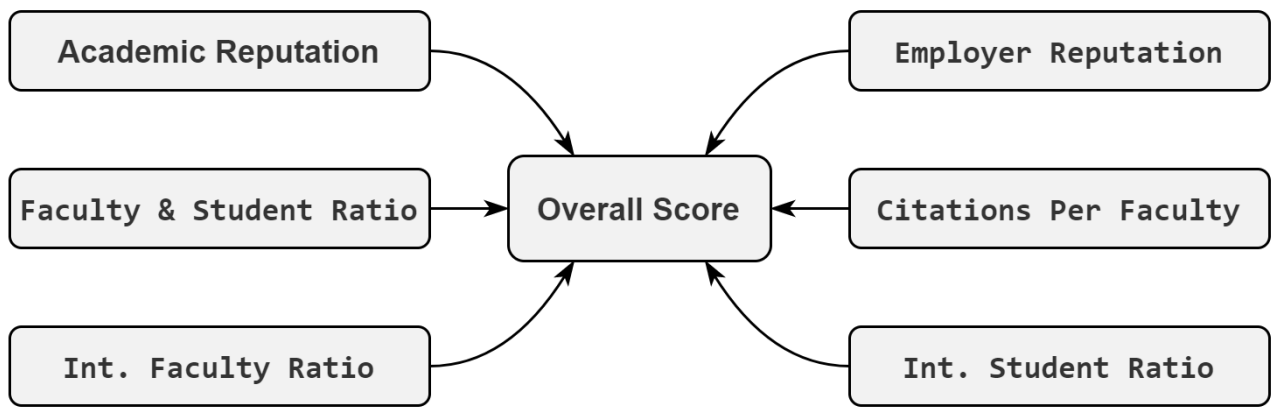 Academic Reputation
Employer Reputation
Faculty & Student Ratio
Overall Score
Citations Per Faculty
Int. Faculty Ratio
Int. Student Ratio